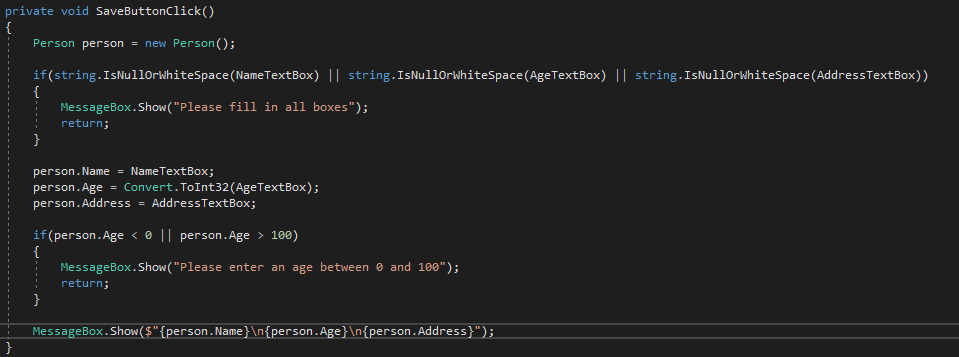 private void SaveButtonClick()
{
    Person person = new Person();

    if(string.IsNullOrWhiteSpace(NameTextBox) || string.IsNullOrWhiteSpace(AgeTextBox) || string.IsNullOrWhiteSpace(AddressTextBox))
    {
        MessageBox.Show("Please fill in all boxes");
        return;
    }

    person.Name = NameTextBox;
    person.Age = Convert.ToInt32(AgeTextBox);
    person.Address = AddressTextBox;

    if(person.Age < 0 || person.Age > 100)
    {
        MessageBox.Show("Please enter an age between 0 and 100");
        return;
    }

    MessageBox.Show($"{person.Name}\n{person.Age}\n{person.Address}");
}